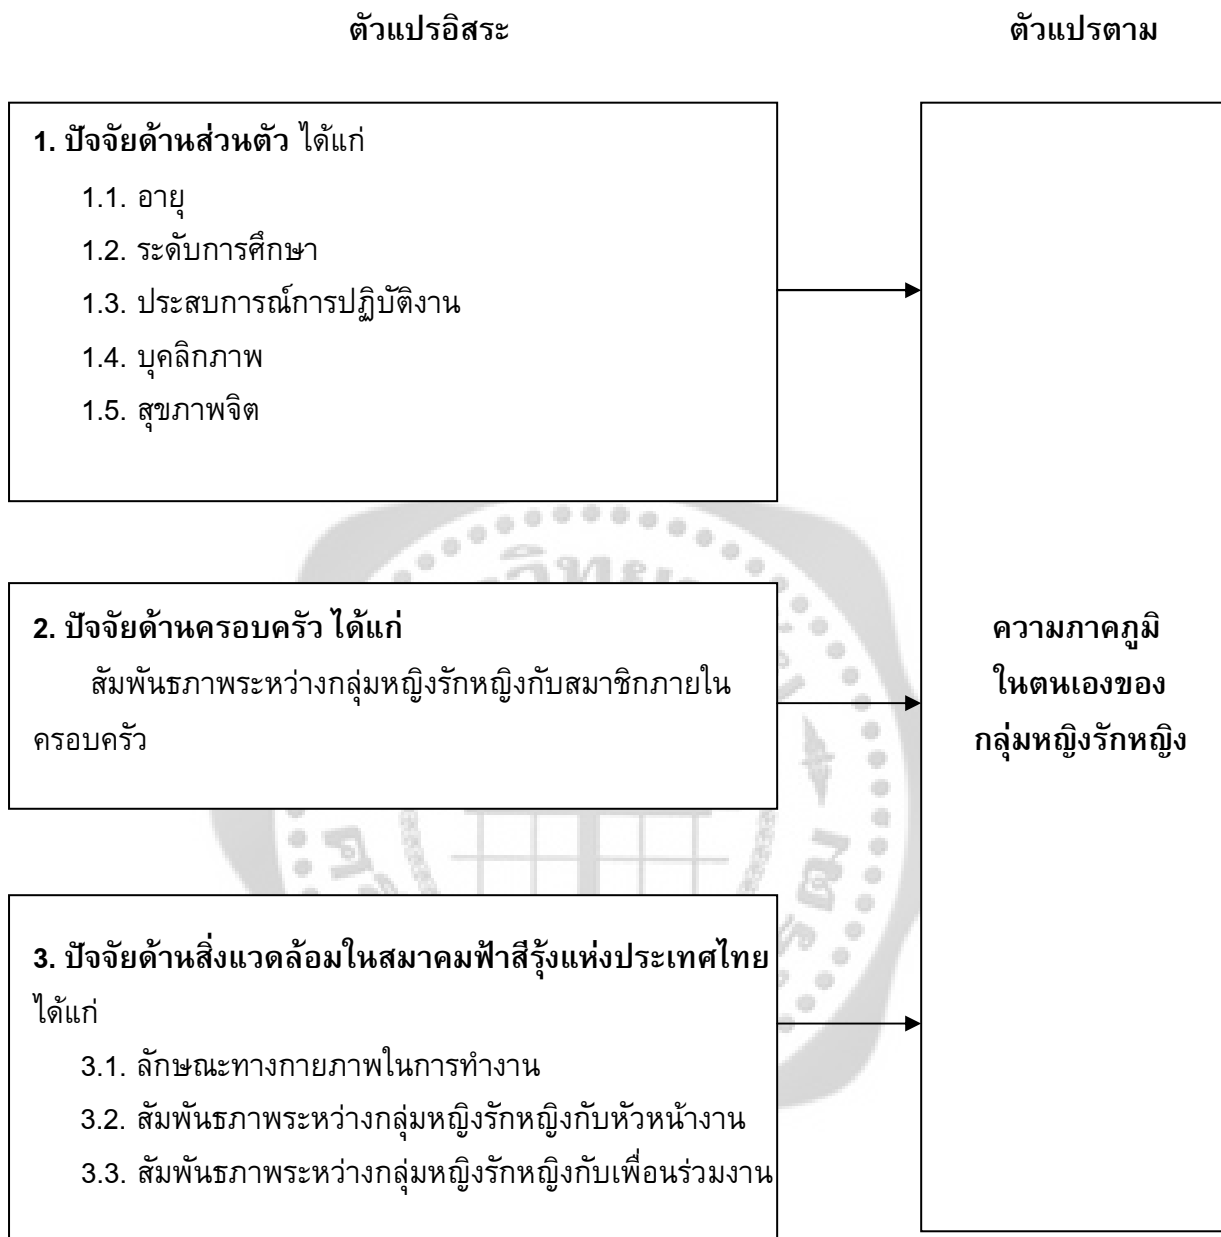 ตัวแปรอิสระ
ตัวแปรตาม
1. ปัจจัยด้านส่วนตัว ได้แก่
1.1. อายุ
1.2. ระดับการศึกษา
1.3. ประสบการณ์การปฏิบัติงาน
1.4. บุคลิกภาพ
1.5. สุขภาพจิต
2. ปัจจัยด้านครอบครัว ได้แก่
สัมพันธภาพระหว่างกลุ่มหญิงรักหญิงกับสมาชิกภายใน
ครอบครัว
3. ปัจจัยด้านสิ่งแวดล้อมในสมาคมฟ้าสีรุ้งแห่งประเทศไทย
ได้แก่
3.1. ลักษณะทางกายภาพในการทำงาน
3.2. สัมพันธภาพระหว่างกลุ่มหญิงรักหญิงกับหัวหน้างาน
3.3. สัมพันธภาพระหว่างกลุ่มหญิงรักหญิงกับเพื่อนร่วมงาน
ความภาคภูมิ
ในตนเองของ
กลุ่มหญิงรักหญิง